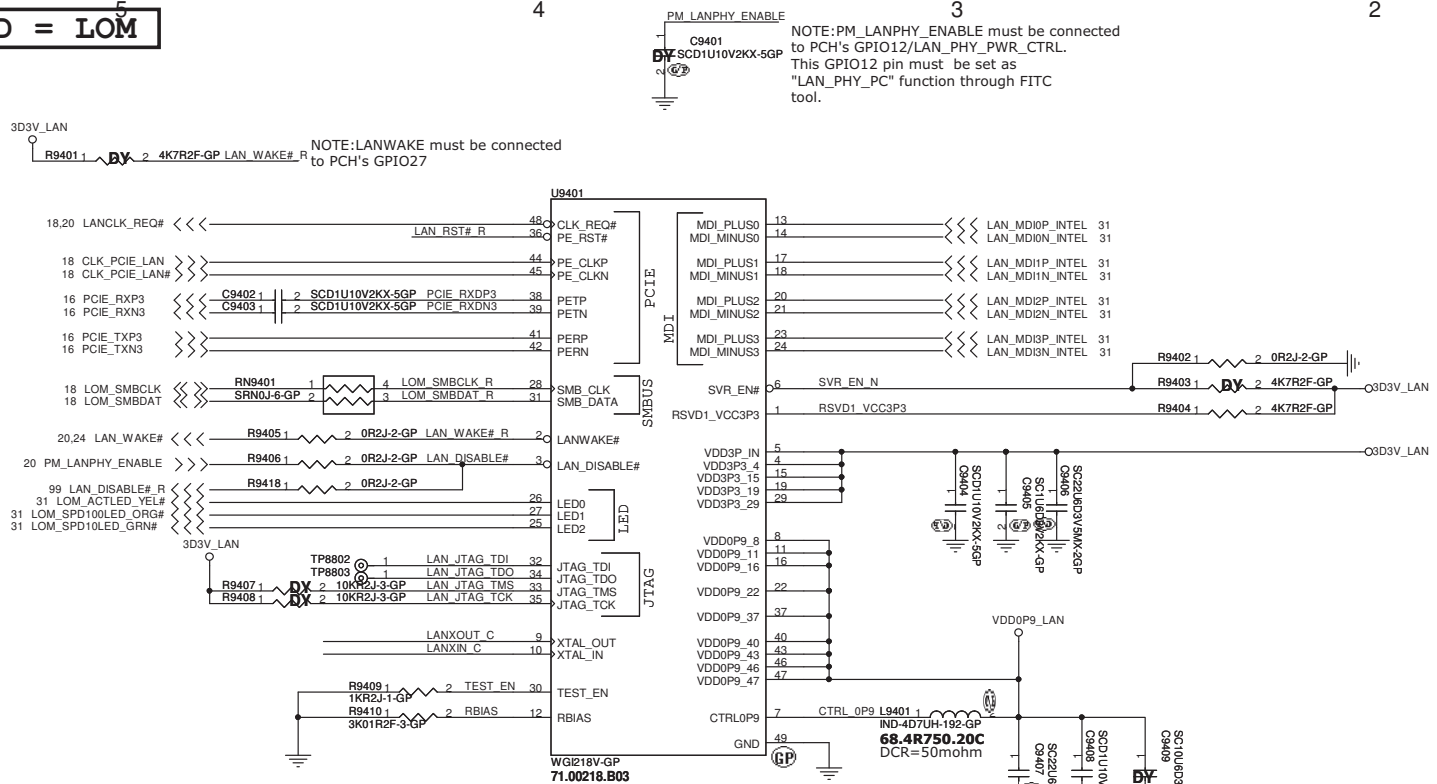 5
4
3
2
D = LOM
PM_LANPHY_ENABLE
1
C9401
DY
SCD1U10V2KX-5GP
2
NOTE:PM_LANPHY_ENABLE must be connected
to PCH's GPIO12/LAN_PHY_PWR_CTRL.
This GPIO12 pin must be set as
"LAN_PHY_PC" function through FITC
tool.
3D3V_LAN
R9401 1 DY 2 4K7R2F-GP LAN_WAKE#_R
NOTE:LANWAKE must be connected
to PCH's GPIO27
U9401
18,20 LANCLK_REQ# 48 CLK_REQ#
LAN_RST#_R 36 PE_RST#
18 CLK_PCIE_LAN 44 PE_CLKP
18 CLK_PCIE_LAN# 45 PE_CLKN
16 PCIE_RXP3 C9402 1 2 SCD1U10V2KX-5GP PCIE_RXDP3 38 PETP
16 PCIE_RXN3 C9403 1 2 SCD1U10V2KX-5GP PCIE_RXDN3 39 PETN
16 PCIE_TXP3 41 PERP
16 PCIE_TXN3 42 PERN
PCIE
18 LOM_SMBCLK RN9401 1 4 LOM_SMBCLK_R 28 SMB_CLK
18 LOM_SMBDAT SRN0J-6-GP 2 3 LOM_SMBDAT_R 31 SMB_DATA
SMBUS
20,24 LAN_WAKE# R9405 1 2 0R2J-2-GP LAN_WAKE#_R 2 LANWAKE#
20 PM_LANPHY_ENABLE R9406 1 2 0R2J-2-GP LAN_DISABLE# 3 LAN_DISABLE#
99 LAN_DISABLE#_R R9418 1 2 0R2J-2-GP
31 LOM_ACTLED_YEL# 26 LED0
31 LOM_SPD100LED_ORG# 27 LED1
31 LOM_SPD10LED_GRN# 25 LED2
LED
3D3V_LAN
TP8802 1 LAN_JTAG_TDI 32 JTAG_TDI
TP8803 1 LAN_JTAG_TDO 34 JTAG_TDO
R9407 1 DY 2 10KR2J-3-GP LAN_JTAG_TMS 33 JTAG_TMS
R9408 1 DY 2 10KR2J-3-GP LAN_JTAG_TCK 35 JTAG_TCK
JTAG
LANXOUT_C 9 XTAL_OUT
LANXIN_C 10 XTAL_IN
R9409 1 2 TEST_EN 30 TEST_EN
1KR2J-1-GP
R9410 1 2 RBIAS 12 RBIAS
3K01R2F-3-GP
WGI218V-GP
71.00218.B03
MDI
MDI_PLUS0 13 LAN_MDI0P_INTEL 31
MDI_MINUS0 14 LAN_MDI0N_INTEL 31
MDI_PLUS1 17 LAN_MDI1P_INTEL 31
MDI_MINUS1 18 LAN_MDI1N_INTEL 31
MDI_PLUS2 20 LAN_MDI2P_INTEL 31
MDI_MINUS2 21 LAN_MDI2N_INTEL 31
MDI_PLUS3 23 LAN_MDI3P_INTEL 31
MDI_MINUS3 24 LAN_MDI3N_INTEL 31
R9402 1 2 0R2J-2-GP
SVR_EN# 6 SVR_EN_N R9403 1 DY 2 4K7R2F-GP 3D3V_LAN
RSVD1_VCC3P3 1 RSVD1_VCC3P3 R9404 1 2 4K7R2F-GP
VDD3P_IN 5 3D3V_LAN
VDD3P3_4 4
VDD3P3_15 15
VDD3P3_19 19
VDD3P3_29 29
1 C9404 SCD1U10V2KX-5GP
1 C9405 2
1 C9406 SC22U6D3V5MX-2GP
VDD0P9_8 8
VDD0P9_11 11
VDD0P9_16 16
VDD0P9_22 22
VDD0P9_37 37
VDD0P9_40 40
VDD0P9_43 43
VDD0P9_46 46
VDD0P9_47 47
VDD0P9_LAN
CTRL0P9 7 CTRL_0P9 L9401 1
IND-4D7UH-192-GP
68.4R750.20C
DCR=50mohm
GND 49
GP
1 C9407 SC22U6
1 C9408 SCD1U10V
1 C9409 SC10U6D3
DY